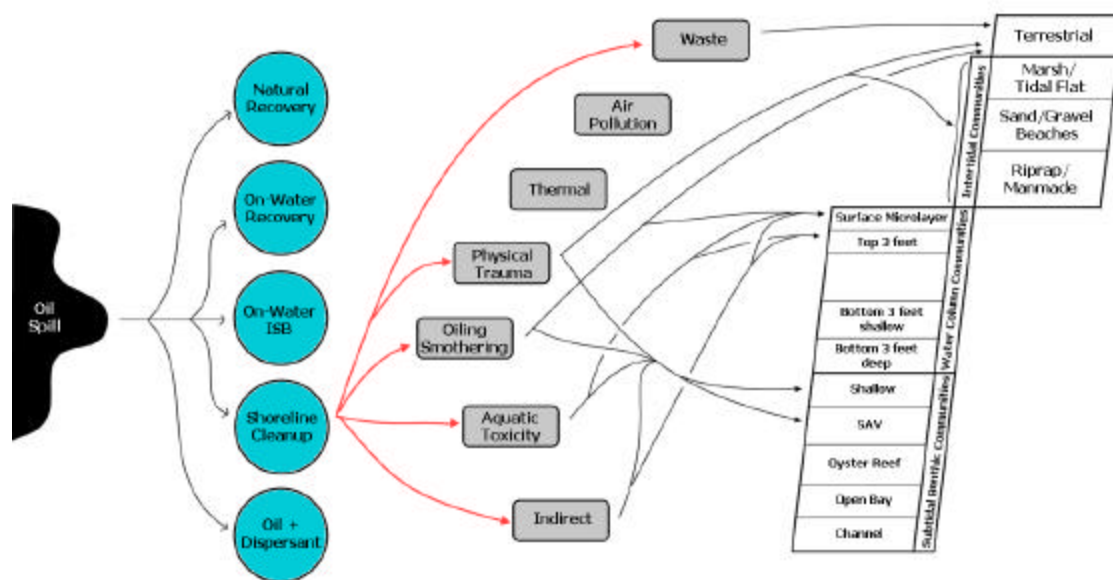 Oil
Spill
Natural
Recovery
On-Water
Recovery
On-Water
ISB
Shoreline
Cleanup
Oil +
Dispersant
Waste
Air
Pollution
Thermal
Physical
Trauma
Oiling
Smothering
Aquatic
Toxicity
Indirect
Terrestrial
Intertidal Communities
Marsh/
Tidal Flat
Sand/Gravel
Beaches
Riprap/
Manmade
Water Column Communities
Surface Microlayer
Top 3 feet
Bottom 3 feet
shallow
Bottom 3 feet
deep
Subtidal Benthic Communities
Shallow
SAV
Oyster Reef
Open Bay
Channel